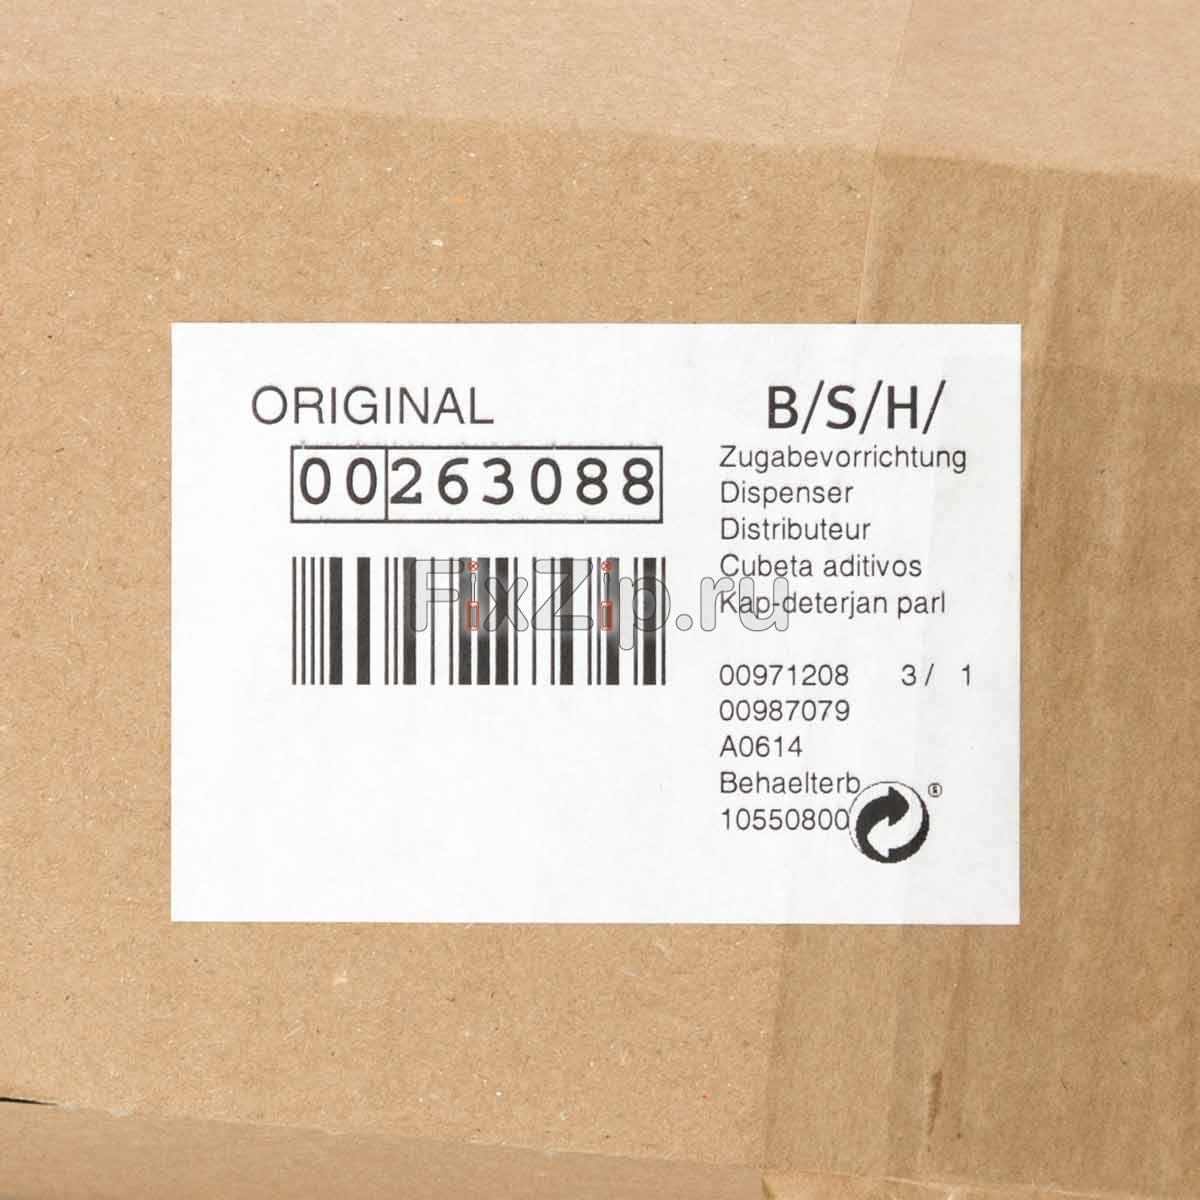 ORIGINAL
00263088
B/S/H/
Zugabevorrichtung
Dispenser
Distributeur
Cubeta aditivos
Kap-deterjan parl
FixZip.ru
00971208 3/ 1
00987079
A0614
Behaelterb
10550800